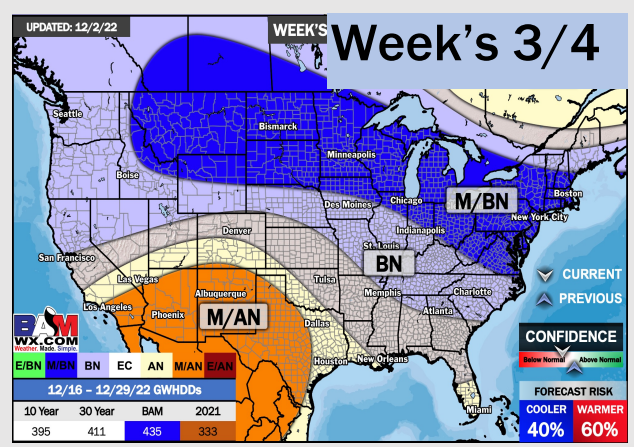 UPDATED: 12/2/22
WEEK'S
Week's 3/4
Seattle
Bismarck
Minneapolis
Boise
Boston
Des Moines
Chicago
M/BN
New York City
Denver
Indianapolis
San Francisco
St. Louis
BN
CURRENT
Las Vegas
Tulsa
Memphis
Charlotte
PREVIOUS
Los Angeles
Albuquerque
Phoenix
M/AN
Atlanta
Dallas
CONFIDENCE
BAM
WX.COM
Weather. Made. Simple.
Houston
New Orleans
Below Normal
Above Normal
E/BN M/BN BN EC AN M/AN E/AN
12/16 – 12/29/22 GWHDDs
FORECAST RISK
Miami
10 Year 30 Year BAM 2021
COOLER WARMER
395 411 435 333
40% 60%